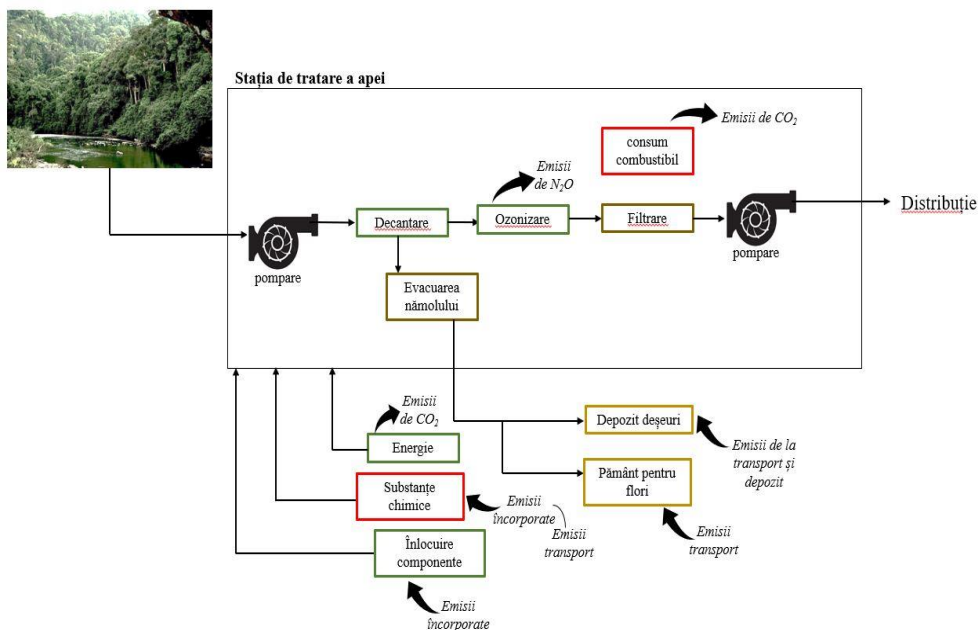 Stația de tratare a apei
Emisii de CO2
consum
combustibil
Emisii
de N2O
Decantare
Ozonizare
Filtrare
Distribuție
pompare
pompare
Evacuarea
nămolului
Emisii
de CO2
Energie
Depozit deșeuri
Emisii de la
transport și
depozit
Pământ pentru
flori
Substanțe
chimice
Emisii
încorporate
Emisii
transport
Emisii
transport
Înlocuire
componente
Emisii
încorporate